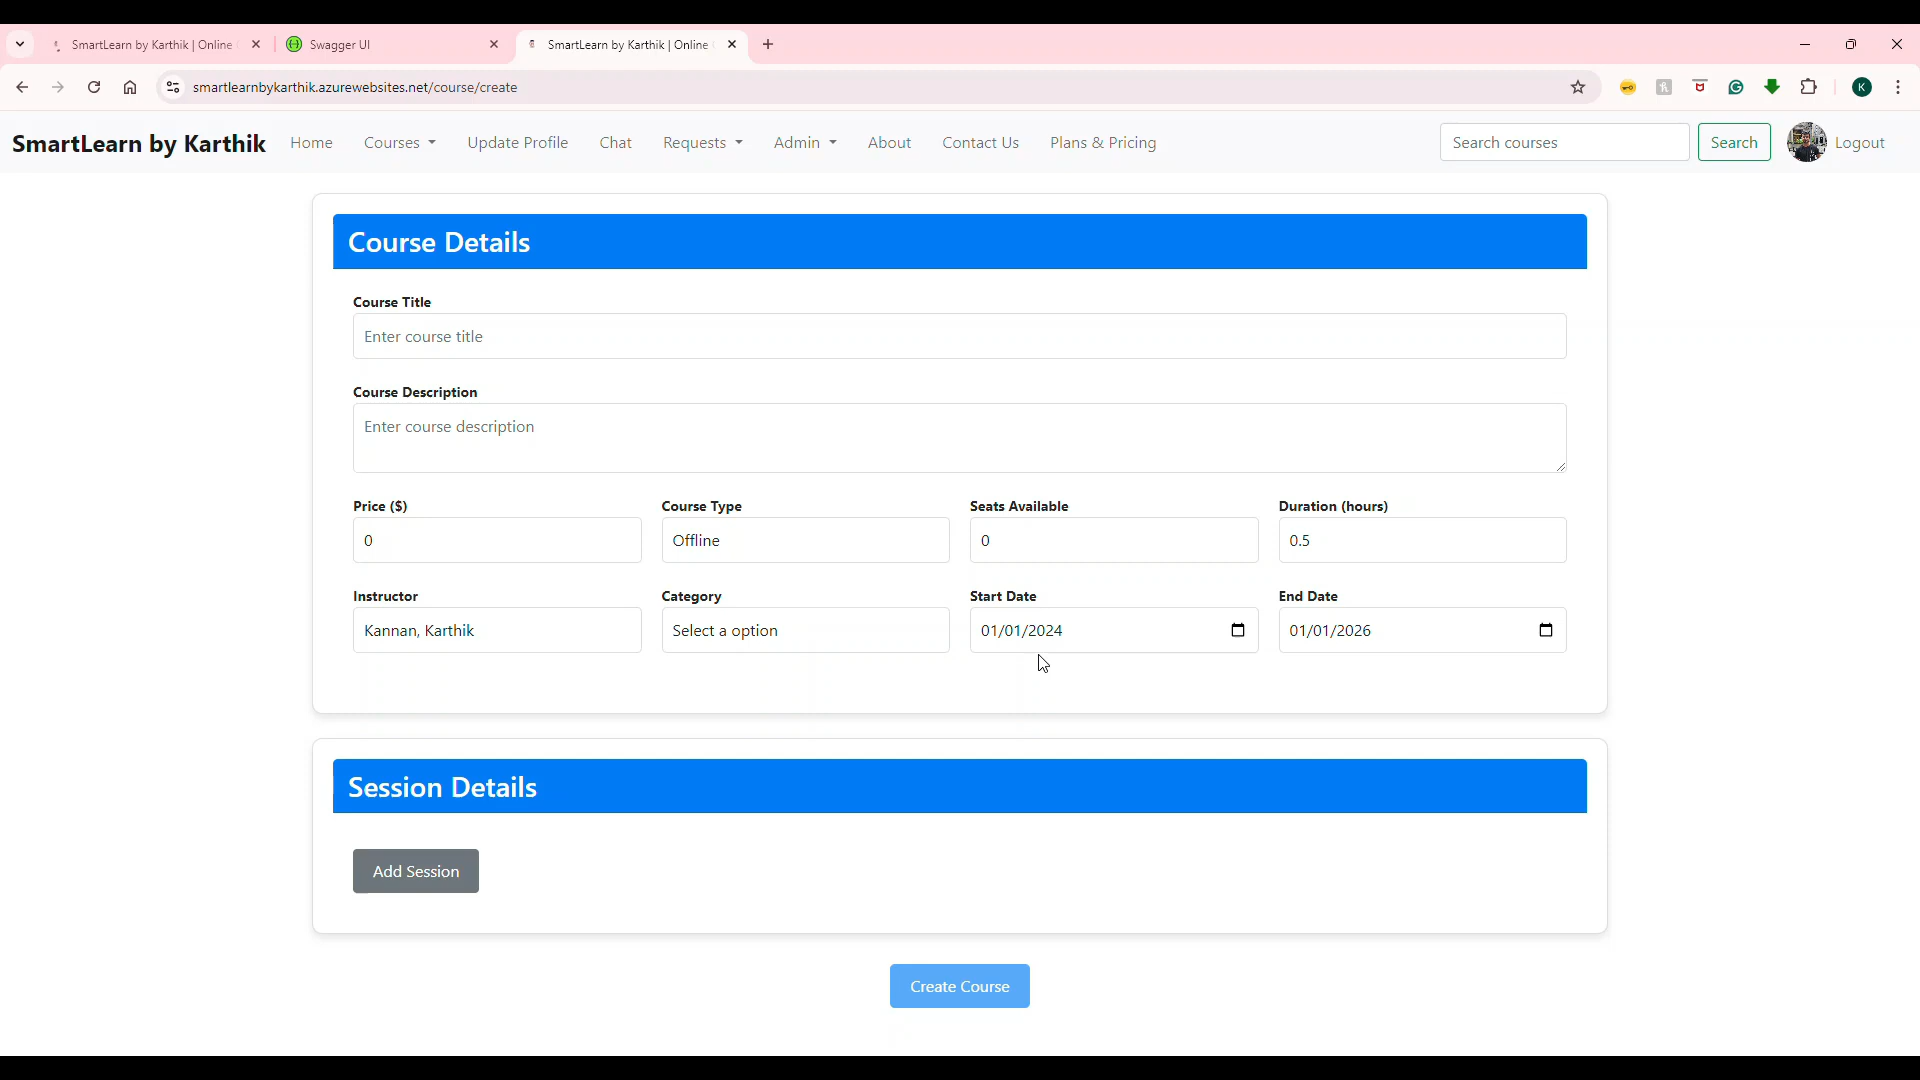 SmartLearn by Karthik | Online
Swagger UI
SmartLearn by Karthik | Online
smartlearnbykarthik.azurewebsites.net/course/create
K
SmartLearn by Karthik
Home
Courses
Update Profile
Chat
Requests
Admin
About
Contact Us
Plans & Pricing
Search courses
Search
Logout
Course Details
Course Title
Enter course title
Course Description
Enter course description
Price ($)
Course Type
Seats Available
Duration (hours)
0
Offline
0
0.5
Instructor
Category
Start Date
End Date
Kannan, Karthik
Select a option
01/01/2024
01/01/2026
Session Details
Add Session
Create Course